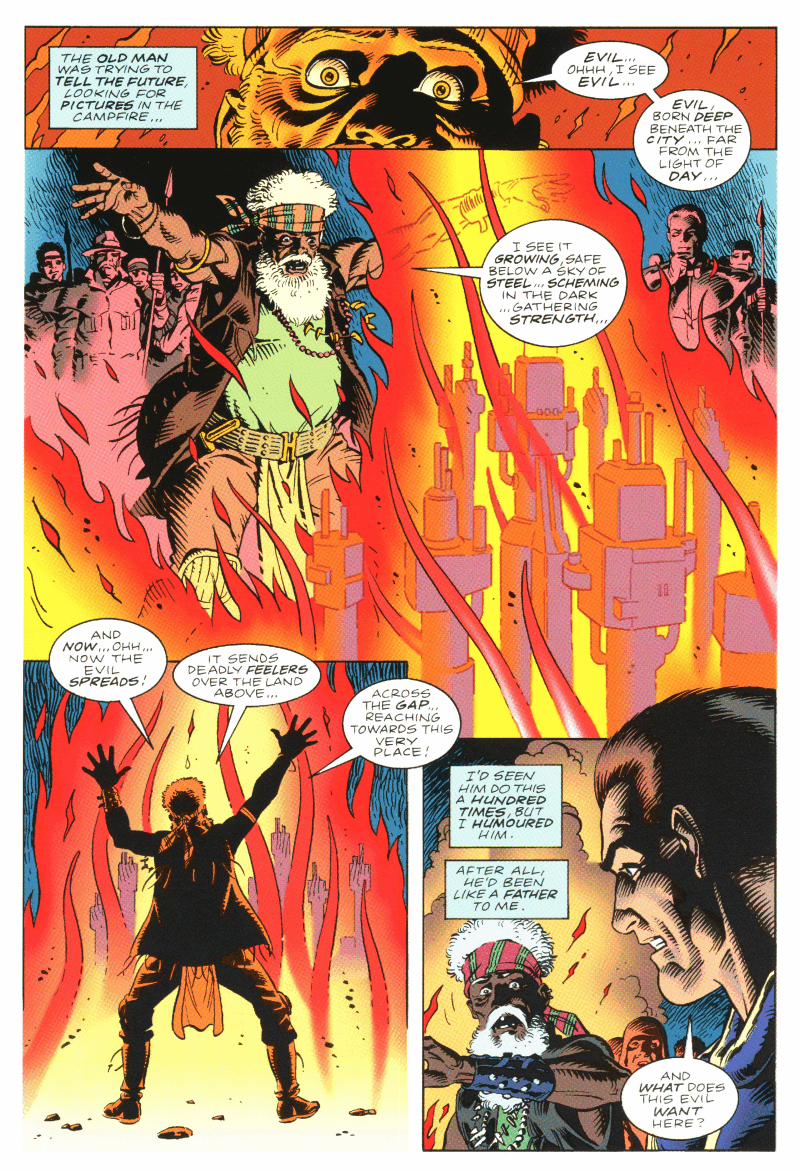 THE OLD MAN
WAS TRYING TO
TELL THE FUTURE,
LOOKING FOR
PICTURES IN THE
CAMPFIRE...
EVIL...
OHHH, I SEE
EVIL...
EVIL,
BORN DEEP
BENEATH THE
CITY... FAR
FROM THE
LIGHT OF
DAY...
I SEE IT
GROWING, SAFE
BELOW A SKY OF
STEEL... SCHEMING
IN THE DARK
...GATHERING
STRENGTH...
AND
NOW... OHH...
NOW THE
EVIL
SPREADS!
IT SENDS
DEADLY FEELERS
OVER THE LAND
ABOVE...
ACROSS
THE GAP...
REACHING
TOWARDS THIS
VERY
PLACE!
I'D SEEN
HIM DO THIS
A HUNDRED
TIMES, BUT
I HUMOURED
HIM.
AFTER ALL,
HE'D BEEN
LIKE A FATHER
TO ME.
AND
WHAT DOES
THIS EVIL
WANT
HERE?